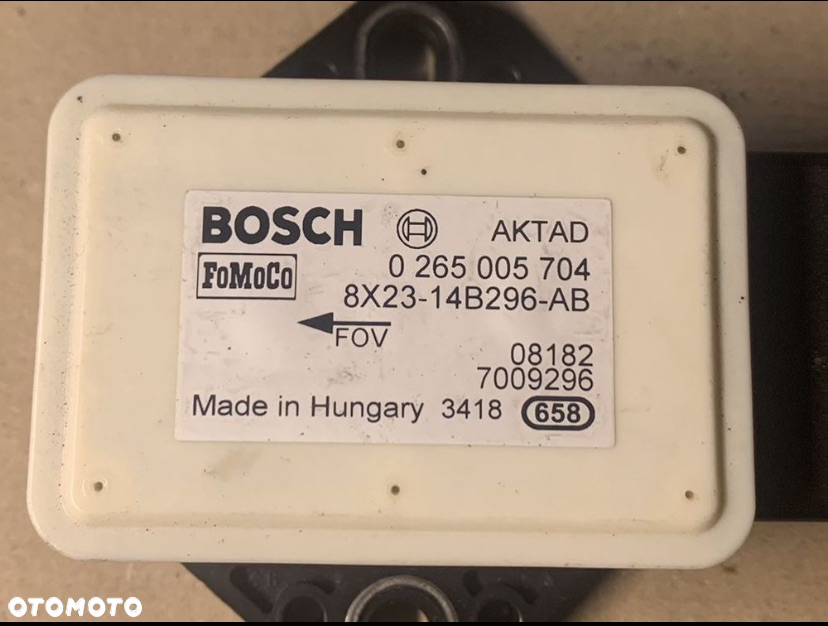 BOSCH AKTAD
FoMoCo 0 265 005 704
8X23-14B296-AB
FOV
08182
7009296
Made in Hungary 3418 658
OTOMOTO